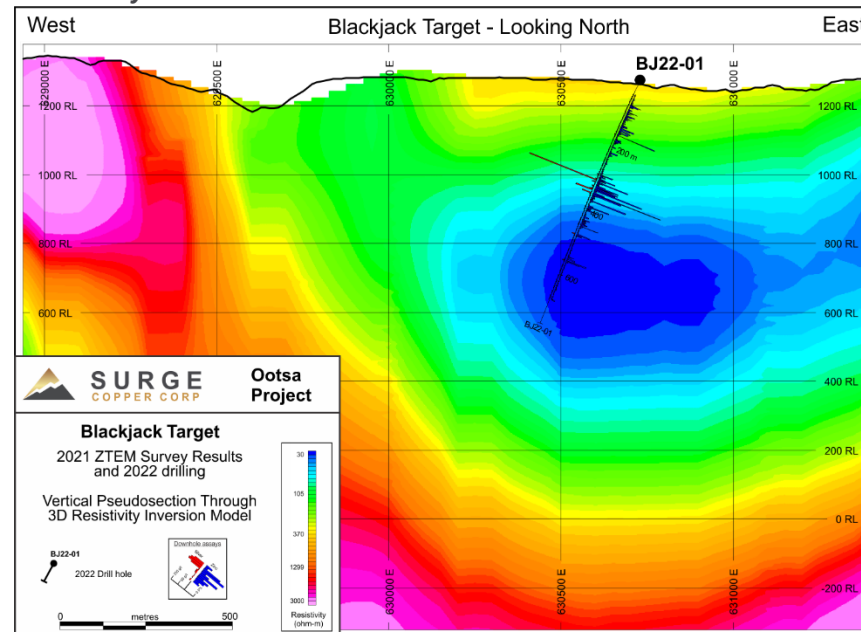 West
Blackjack Target - Looking North
East
BJ22-01
629000 E
630000 E
630500 E
631000 E
1200 RL
1200 RL
200 m
1000 RL
1000 RL
800 RL
800 RL
600 RL
600 RL
BJ22-01
400 RL
200 RL
0 RL
-200 RL
630000 E
630500 E
631000 E
SURGE
COPPER CORP
Ootsa
Project
Blackjack Target
2021 ZTEM Survey Results
and 2022 drilling
Vertical Pseudosection Through
3D Resistivity Inversion Model
BJ22-01
2022 Drill hole
Downhole assays
Silver
Zinc
0
metres
500
30
105
370
1299
3000
Resistivity
(ohm-m)